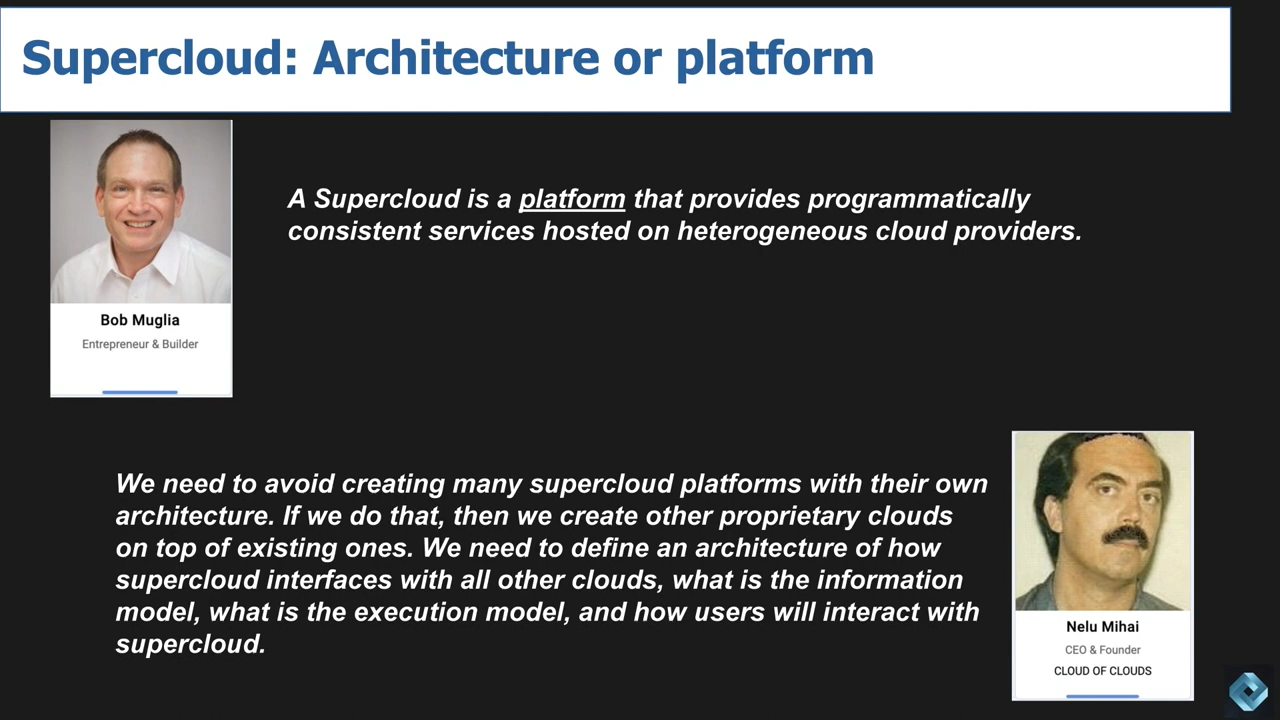 Supercloud: Architecture or platform
A Supercloud is a platform that provides programmatically
consistent services hosted on heterogeneous cloud providers.
Bob Muglia
Entrepreneur & Builder
We need to avoid creating many supercloud platforms with their own
architecture. If we do that, then we create other proprietary clouds
on top of existing ones. We need to define an architecture of how
supercloud interfaces with all other clouds, what is the information
model, what is the execution model, and how users will interact with
supercloud.
Nelu Mihai
CEO & Founder
CLOUD OF CLOUDS